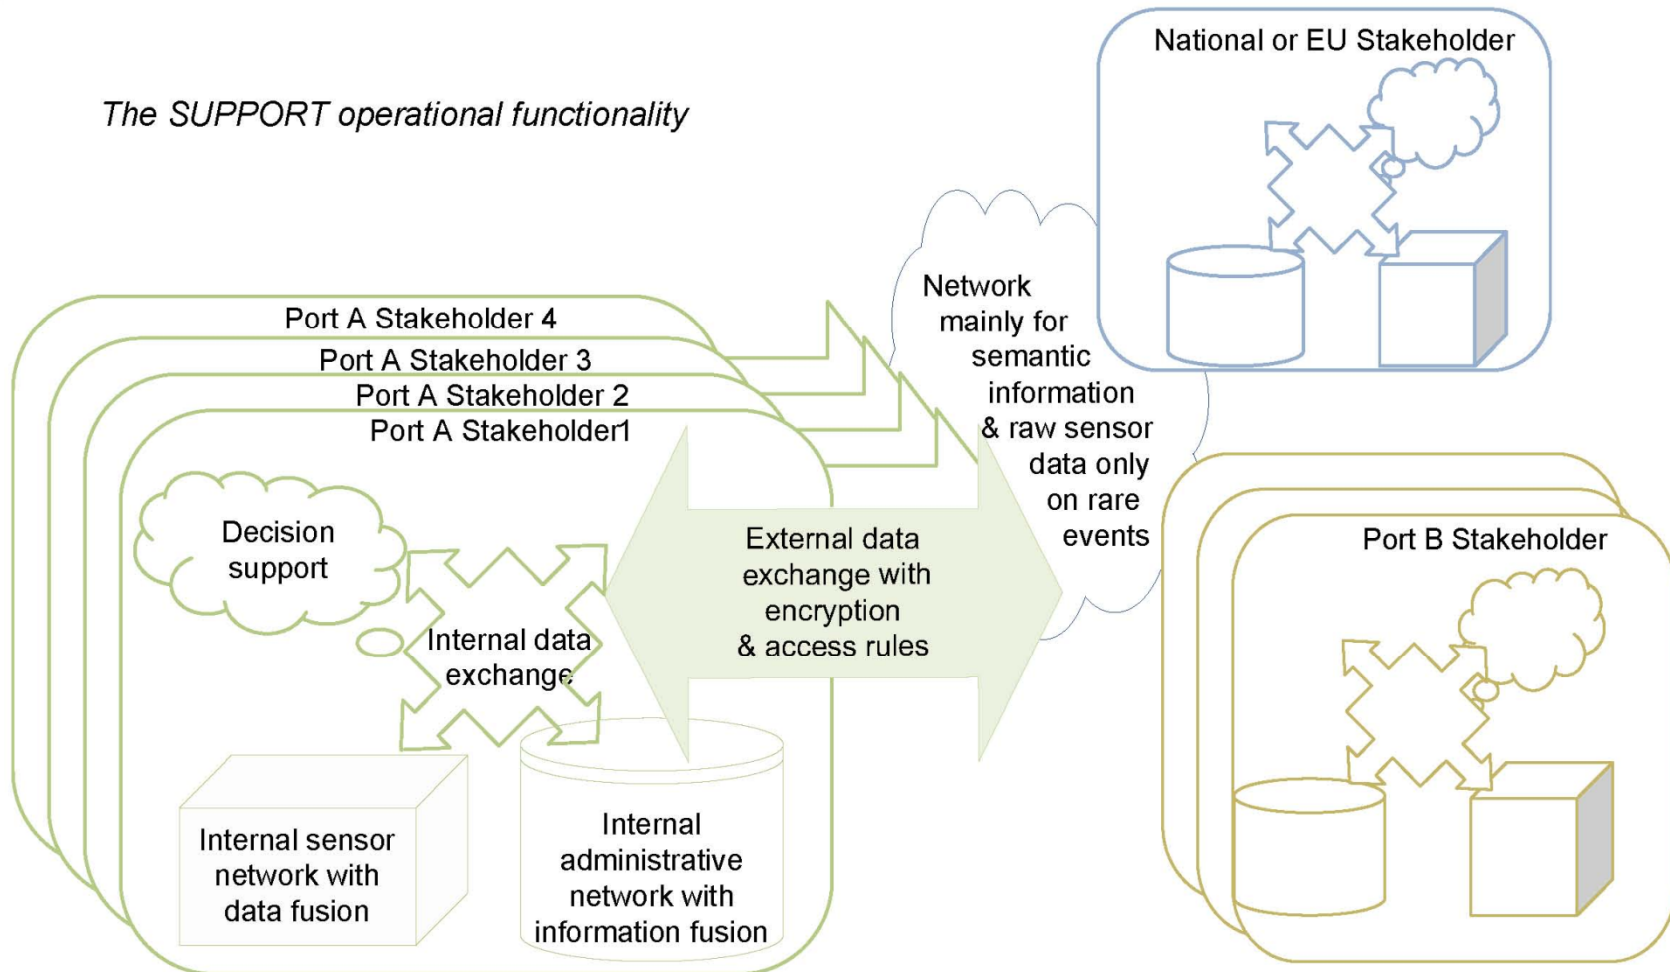 The SUPPORT operational functionality
National or EU Stakeholder
Port A Stakeholder 4
Port A Stakeholder 3
Port A Stakeholder 2
Port A Stakeholder1
Decision
support
Internal data
exchange
Internal sensor
network with
data fusion
Internal
administrative
network with
information fusion
External data
exchange with
encryption
& access rules
Network
mainly for
semantic
information
& raw sensor
data only
on rare
events
Port B Stakeholder